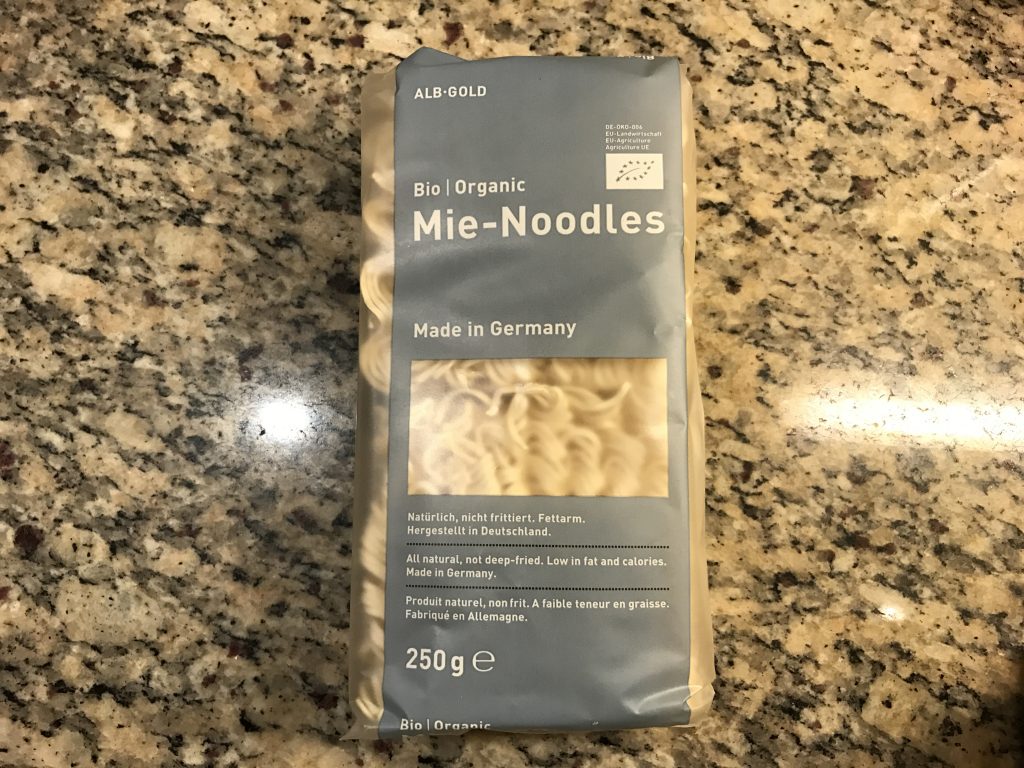 ALB·GOLD
DE-ÖKO-006
EU-Landwirtschaft
EU-Agriculture
Agriculture UE
Bio | Organic
Mie-Noodles
Made in Germany
Natürlich, nicht frittiert. Fettarm.
Hergestellt in Deutschland.
All natural, not deep-fried. Low in fat and calories.
Made in Germany.
Produit naturel, non frit. A faible teneur en graisse.
Fabriqué en Allemagne.
250 g ℮
Bio | Organic